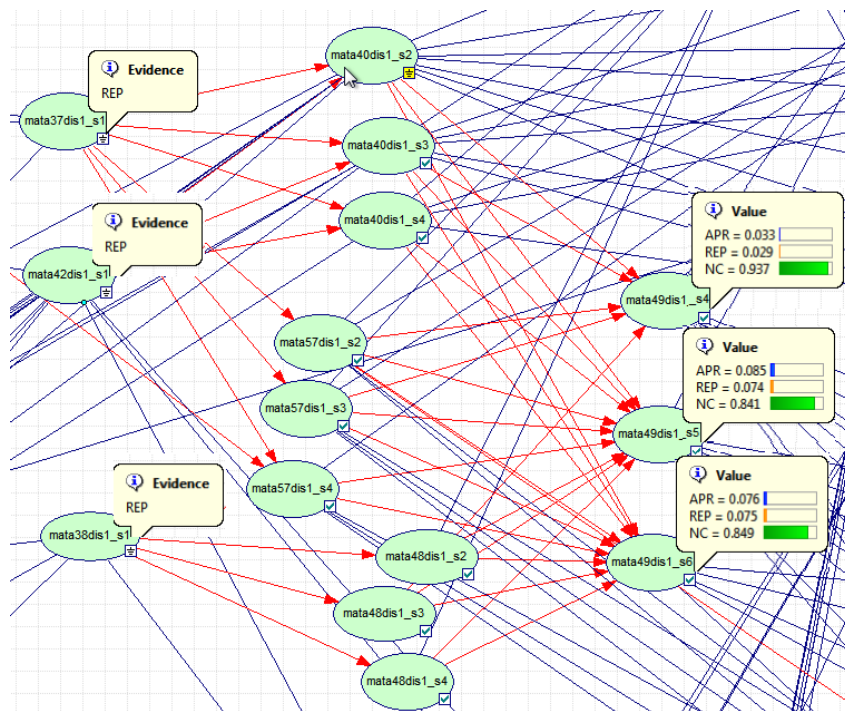 mata40dis1_s2
Evidence
REP
mata37dis1_s1
mata40dis1_s3
Evidence
REP
mata40dis1_s4
Value
APR = 0.033
REP = 0.029
NC = 0.937
mata42dis1_s1
mata49dis1_s4
mata57dis1_s2
Value
APR = 0.085
REP = 0.074
NC = 0.841
mata57dis1_s3
mata49dis1_s5
Evidence
REP
mata57dis1_s4
Value
APR = 0.076
REP = 0.075
NC = 0.849
mata38dis1_s1
mata48dis1_s2
mata49dis1_s6
mata48dis1_s3
mata48dis1_s4